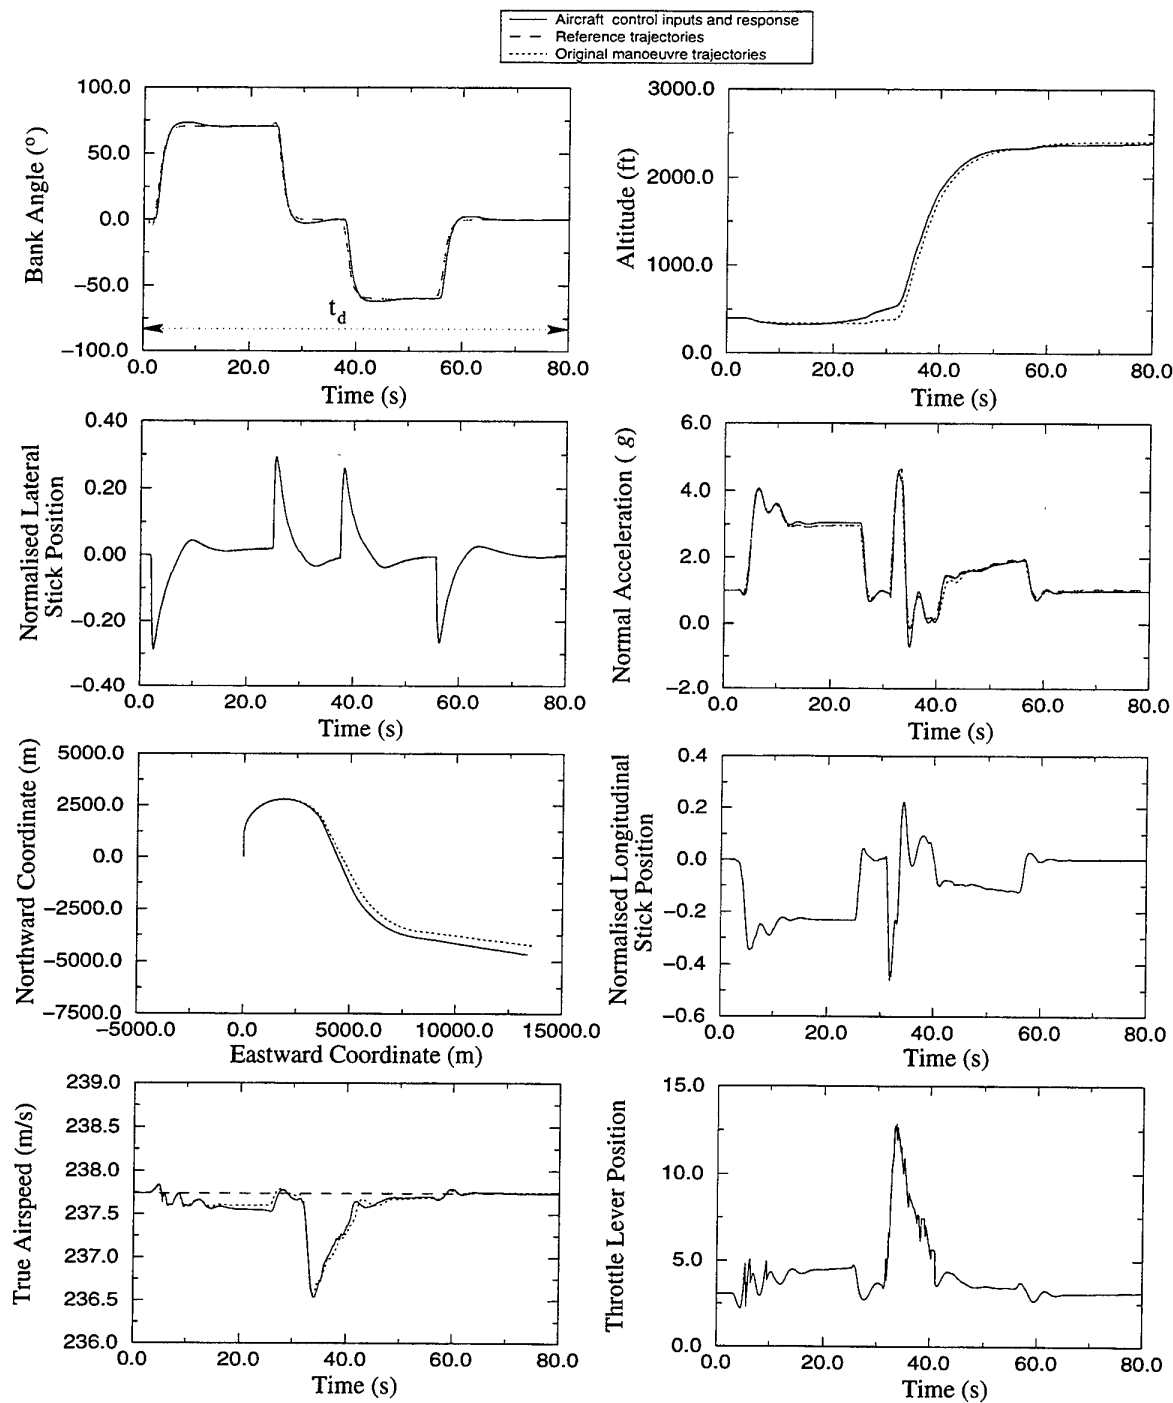 Aircraft control inputs and response
Reference trajectories
Original manoeuvre trajectories
100.0
50.0
0.0
−50.0
−100.0
Bank Angle (°)
t_d
0.0 20.0 40.0 60.0 80.0
Time (s)
3000.0
2000.0
1000.0
0.0
Altitude (ft)
0.0 20.0 40.0 60.0 80.0
Time (s)
0.40
0.20
0.00
−0.20
−0.40
Normalised Lateral
Stick Position
0.0 20.0 40.0 60.0 80.0
Time (s)
6.0
4.0
2.0
0.0
−2.0
Normal Acceleration ( g)
0.0 20.0 40.0 60.0 80.0
Time (s)
5000.0
2500.0
0.0
−2500.0
−5000.0
−7500.0
Northward Coordinate (m)
−5000.0 0.0 5000.0 10000.0 15000.0
Eastward Coordinate (m)
0.4
0.2
0.0
−0.2
−0.4
−0.6
Normalised Longitudinal
Stick Position
0.0 20.0 40.0 60.0 80.0
Time (s)
239.0
238.5
238.0
237.5
237.0
236.5
236.0
True Airspeed (m/s)
0.0 20.0 40.0 60.0 80.0
Time (s)
15.0
10.0
5.0
0.0
Throttle Lever Position
0.0 20.0 40.0 60.0 80.0
Time (s)